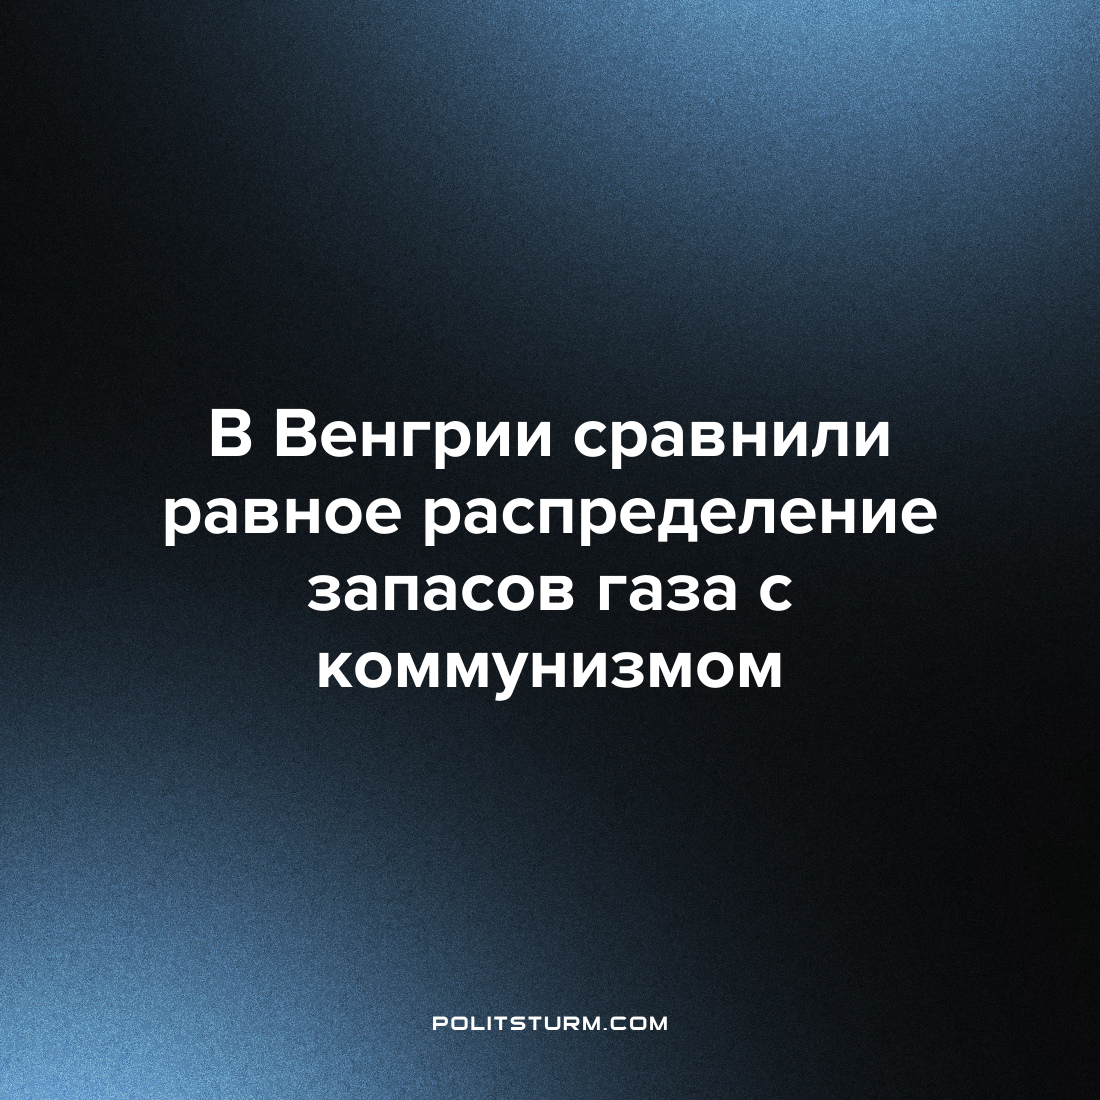 В Венгрии сравнили
равное распределение
запасов газа с
коммунизмом
POLITSTURM.COM